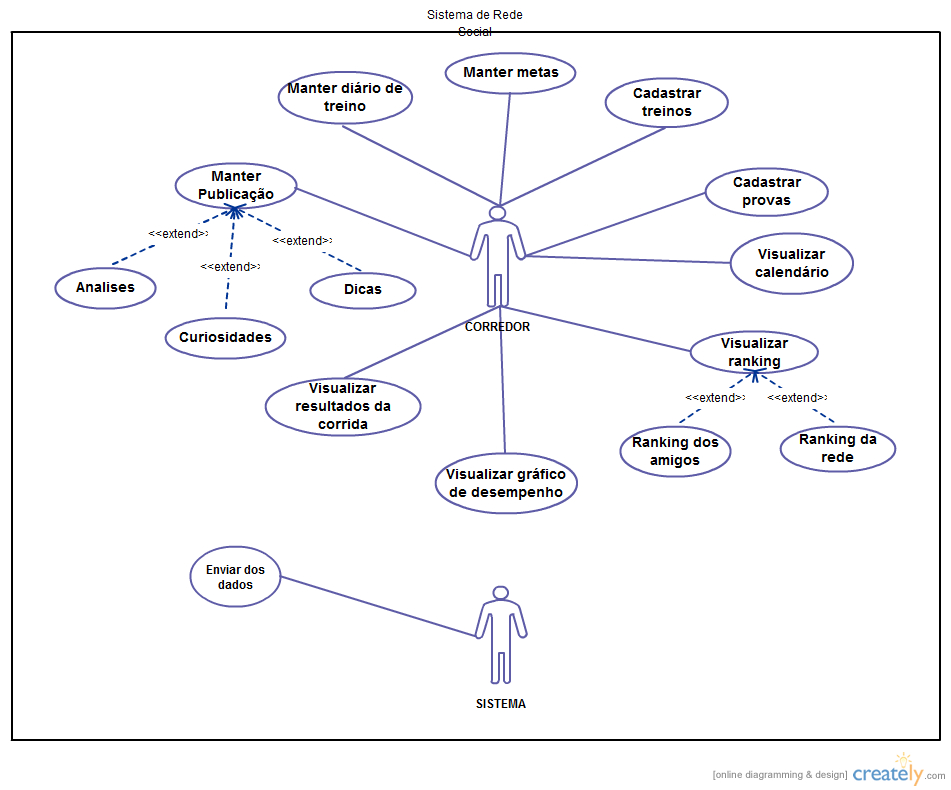 Sistema de Rede
Social
Manter metas
Manter diário de
treino
Cadastrar
treinos
Manter
Publicação
Cadastrar
provas
<<extend>>
<<extend>>
<<extend>>
Visualizar
calendário
Analises
Dicas
Curiosidades
CORREDOR
Visualizar
ranking
Visualizar
resultados da
corrida
<<extend>>
<<extend>>
Ranking dos
amigos
Ranking da
rede
Visualizar gráfico
de desempenho
Enviar dos
dados
SISTEMA
[online diagramming & design] creately.com